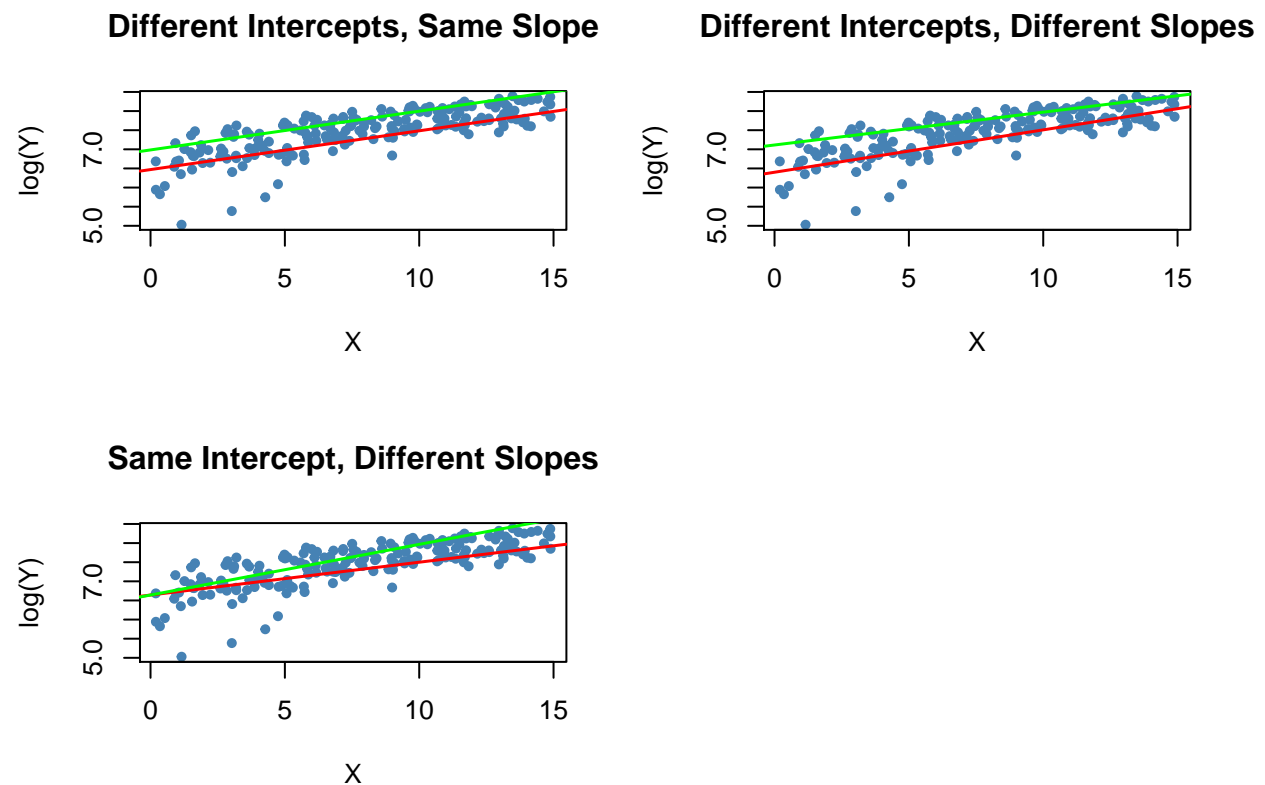 Different Intercepts, Same Slope
log(Y)
7.0
5.0
0 5 10 15
X
Different Intercepts, Different Slopes
log(Y)
7.0
5.0
0 5 10 15
X
Same Intercept, Different Slopes
log(Y)
7.0
5.0
0 5 10 15
X